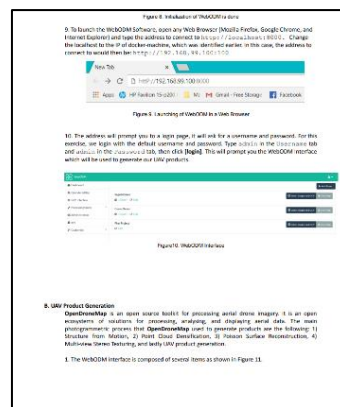 Figure 8. Initialization of WebODM is done
9. To launch the WebODM Software, open any Web Browser [Mozilla Firefox, Google Chrome, and
Internet Explorer] and type the address to connect to http://localhost:8000. Change
the localhost to the IP of docker-machine, which was identified earlier. In this case, the address to
connect to would then be: http://192.168.99.100:8000
New Tab
http://192.168.99.100:8000
Apps HP Pavilion 15-p200 M Gmail - Free Storage Facebook
Figure 9. Launching of WebODM in a Web Browser
10. The address will prompt you to a login page, it will ask for a username and password. For this
exercise, we login with the default username and password. Type admin in the Username tab
and admin in the Password tab, then click [login]. This will prompt you the WebODM interface
which will be used to generate our UAV products.
Figure 10. WebODM Interface
B. UAV Product Generation
OpenDroneMap is an open source toolkit for processing aerial drone imagery. It is an open
ecosystems of solutions for processing, analysing, and displaying aerial data. The main
photogrammetric process that OpenDroneMap used to generate products are the following: 1)
Structure from Motion, 2) Point Cloud Densification, 3) Poisson Surface Reconstruction, 4)
Multi-view Stereo Texturing, and lastly UAV product generation.
1. The WebODM interface is composed of several items as shown in Figure 11.